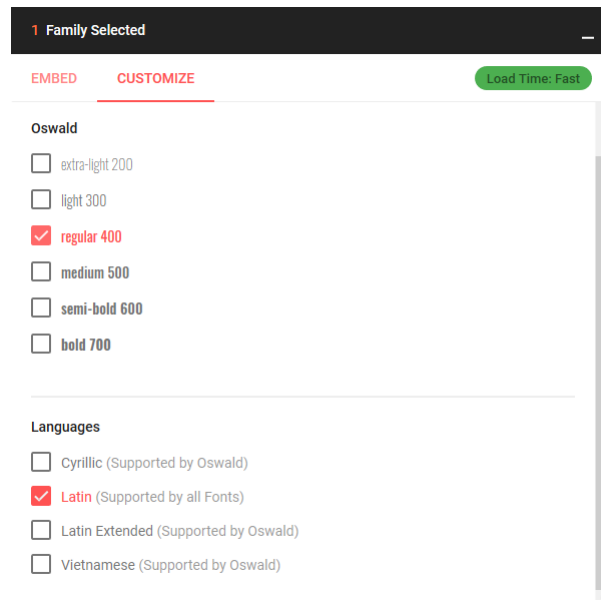 1 Family Selected
EMBED CUSTOMIZE Load Time: Fast
Oswald
extra-light 200
light 300
regular 400
medium 500
semi-bold 600
bold 700
Languages
Cyrillic (Supported by Oswald)
Latin (Supported by all Fonts)
Latin Extended (Supported by Oswald)
Vietnamese (Supported by Oswald)